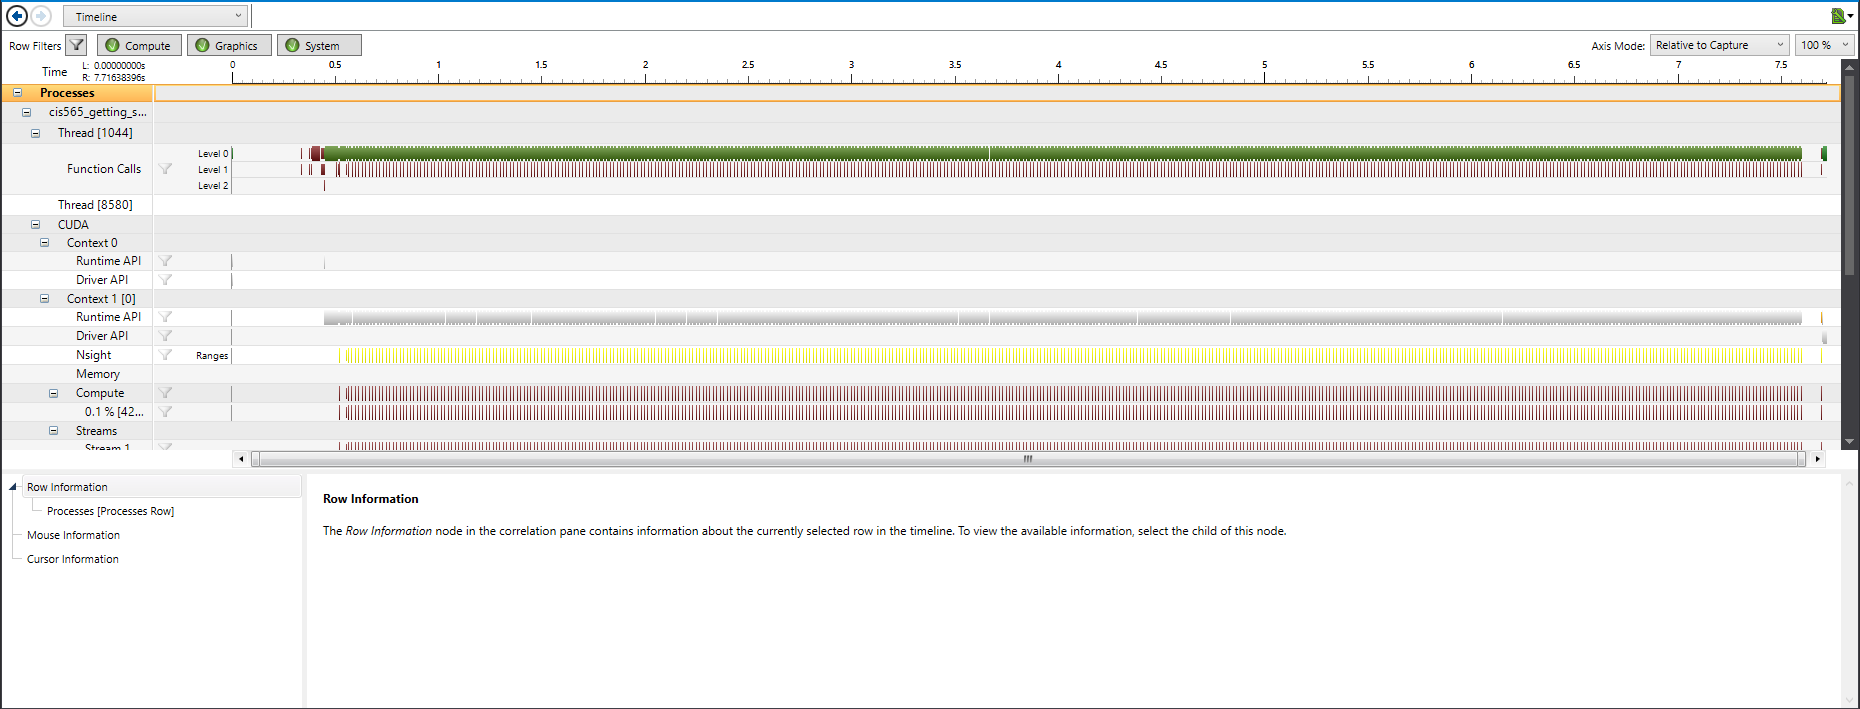 Timeline
Row Filters Compute Graphics System Axis Mode: Relative to Capture 100 %
Time L: 0.00000000s R: 7.71638396s
0 0.5 1 1.5 2 2.5 3 3.5 4 4.5 5 5.5 6 6.5 7 7.5
Processes
cis565_getting_s...
Thread [1044]
Function Calls
Level 0
Level 1
Level 2
Thread [8580]
CUDA
Context 0
Runtime API
Driver API
Context 1 [0]
Runtime API
Driver API
Nsight Ranges
Memory
Compute
0.1 % [42...
Streams
Stream 1
Row Information
Processes [Processes Row]
Mouse Information
Cursor Information
Row Information
The Row Information node in the correlation pane contains information about the currently selected row in the timeline. To view the available information, select the child of this node.